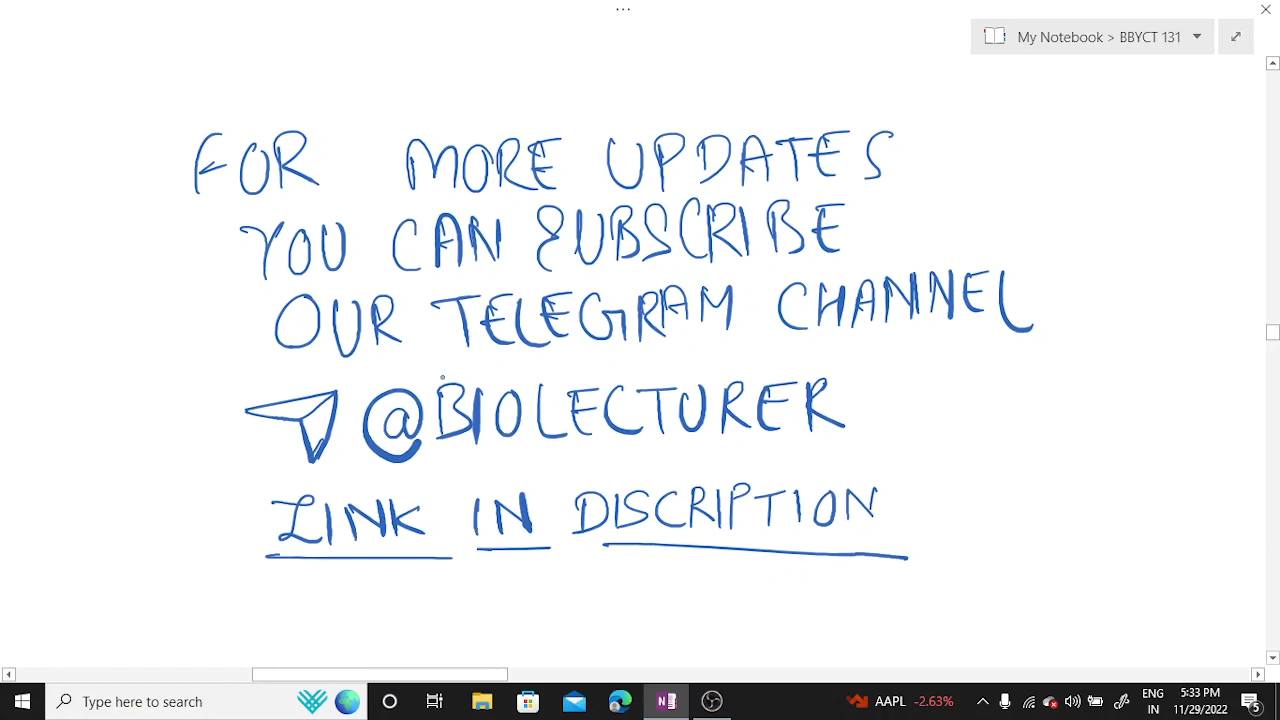 ...
My Notebook > BBYCT 131
FOR MORE UPDATES
YOU CAN SUBSCRIBE
OUR TELEGRAM CHANNEL
@BIOLECTURER
LINK IN DISCRIPTION
Type here to search
AAPL -2.63%
ENG
IN
5:33 PM
11/29/2022
5